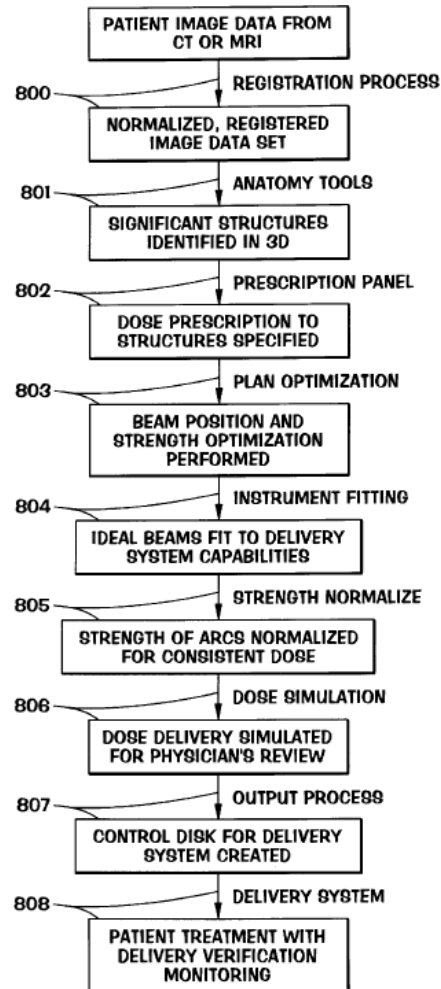 PATIENT IMAGE DATA FROM
CT OR MRI
800
REGISTRATION PROCESS
NORMALIZED, REGISTERED
IMAGE DATA SET
801
ANATOMY TOOLS
SIGNIFICANT STRUCTURES
IDENTIFIED IN 3D
802
PRESCRIPTION PANEL
DOSE PRESCRIPTION TO
STRUCTURES SPECIFIED
803
PLAN OPTIMIZATION
BEAM POSITION AND
STRENGTH OPTIMIZATION
PERFORMED
804
INSTRUMENT FITTING
IDEAL BEAMS FIT TO DELIVERY
SYSTEM CAPABILITIES
805
STRENGTH NORMALIZE
STRENGTH OF ARCS NORMALIZED
FOR CONSISTENT DOSE
806
DOSE SIMULATION
DOSE DELIVERY SIMULATED
FOR PHYSICIAN'S REVIEW
807
OUTPUT PROCESS
CONTROL DISK FOR DELIVERY
SYSTEM CREATED
808
DELIVERY SYSTEM
PATIENT TREATMENT WITH
DELIVERY VERIFICATION
MONITORING